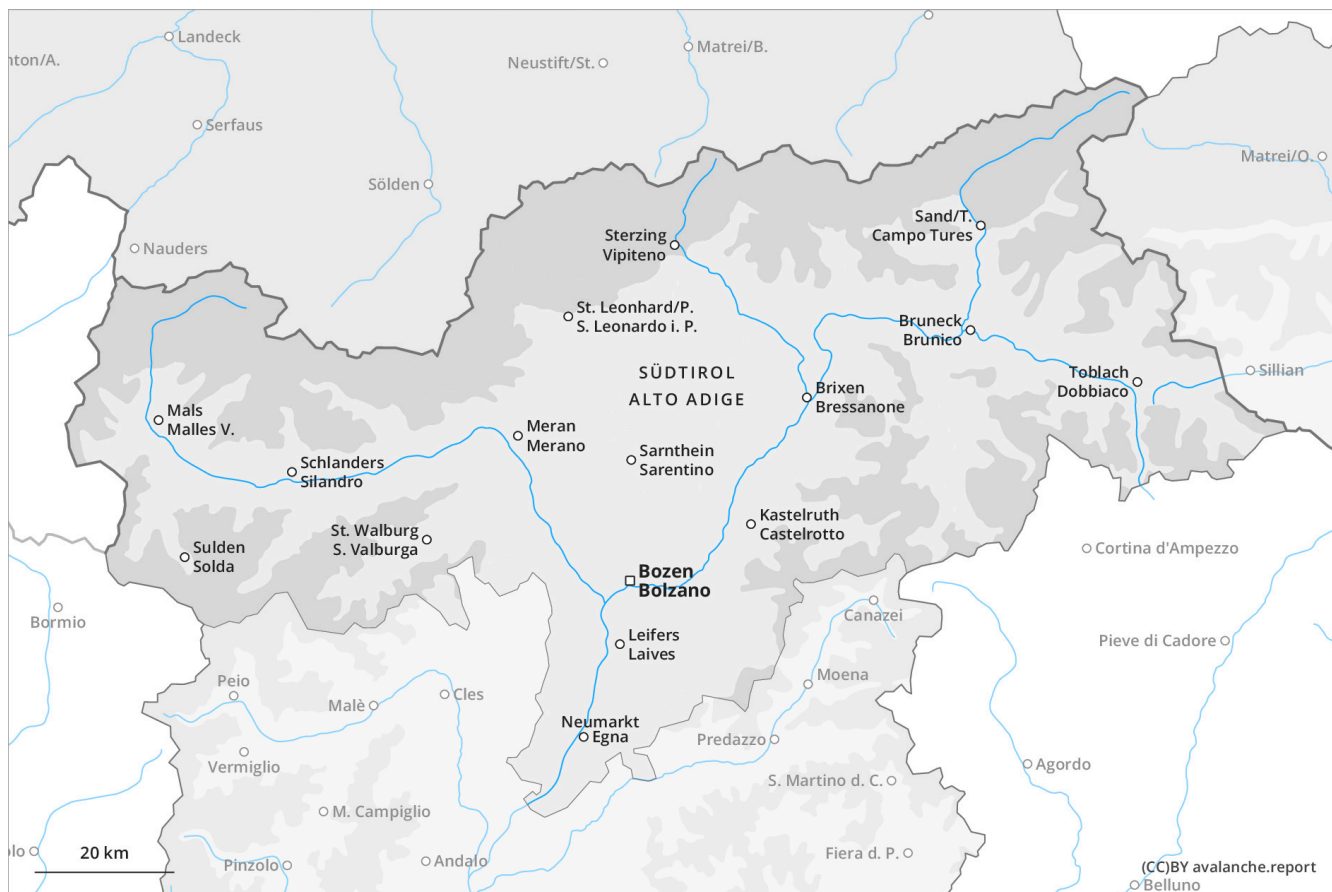 Landeck
Matrei/B.
nton/A.
Neustift/St.
Serfaus
Matrei/O.
Sölden
Sand/T.
Campo Tures
Sterzing
Vipiteno
Nauders
St. Leonhard/P.
S. Leonardo i. P.
Bruneck
Brunico
SÜDTIROL
ALTO ADIGE
Toblach
Dobbiaco
Sillian
Brixen
Bressanone
Mals
Malles V.
Meran
Merano
Sarnthein
Sarentino
Schlanders
Silandro
Kastelruth
Castelrotto
St. Walburg
S. Valburga
Sulden
Solda
Cortina d'Ampezzo
Bozen
Bolzano
Bormio
Canazei
Leifers
Laives
Pieve di Cadore
Peio
Moena
Cles
Malè
Neumarkt
Egna
Predazzo
Vermiglio
Agordo
S. Martino d. C.
M. Campiglio
olo
20 km
Pinzolo
Andalo
Fiera d. P.
(CC)BY avalanche.report
Belluno